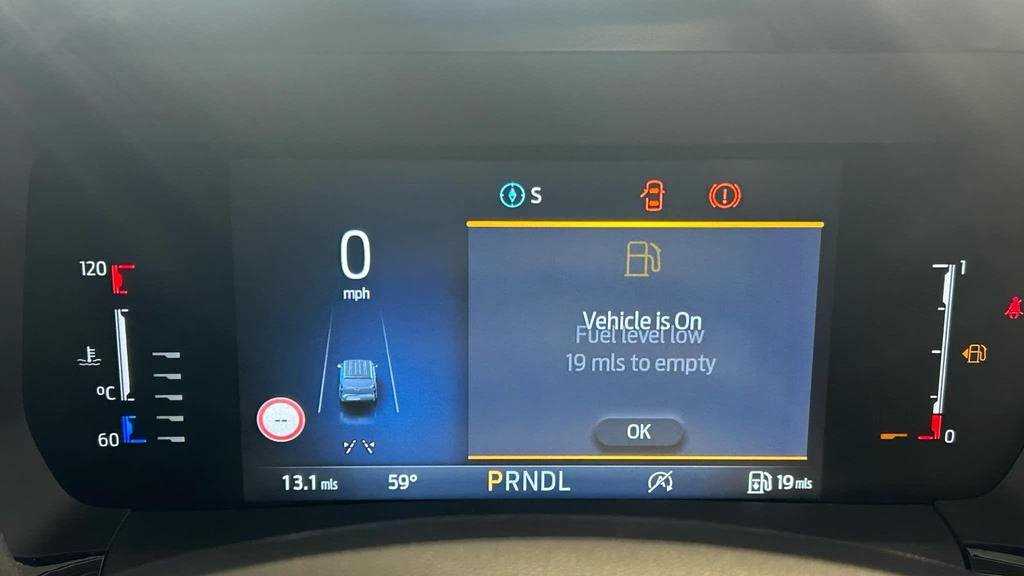 S
120
0
mph
1
Vehicle is On
Fuel level low
19 mls to empty
ºC
--
60
OK
0
13.1 mls
59°
PRNDL
A
19 mls